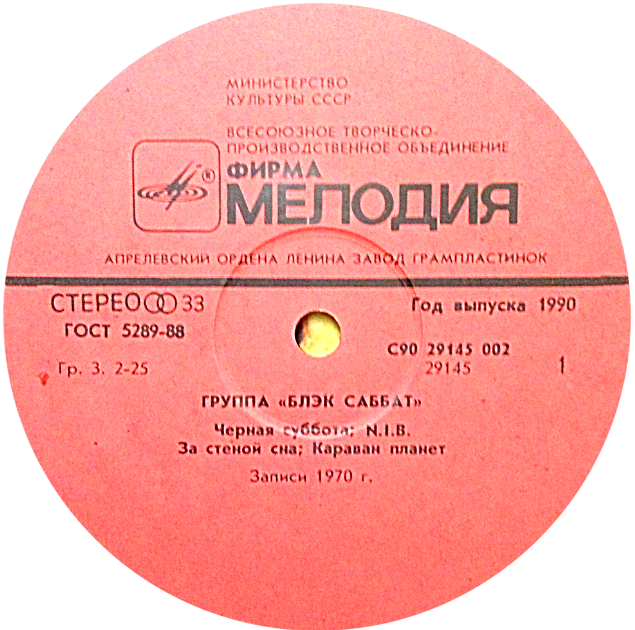 МИНИСТЕРСТВО
КУЛЬТУРЫ СССР
ВСЕСОЮЗНОЕ ТВОРЧЕСКО-
ПРОИЗВОДСТВЕННОЕ ОБЪЕДИНЕНИЕ
®
ФИРМА
МЕЛОДИЯ
АПРЕЛЕВСКИЙ ОРДЕНА ЛЕНИНА ЗАВОД ГРАМПЛАСТИНОК
СТЕРЕО 33 Год выпуска 1990
ГОСТ 5289-88 С90 29145 002
Гр. 3. 2-25 29145 1
ГРУППА «БЛЭК САББАТ»
Черная суббота; N.I.B.
За стеной сна; Караван планет
Записи 1970 г.